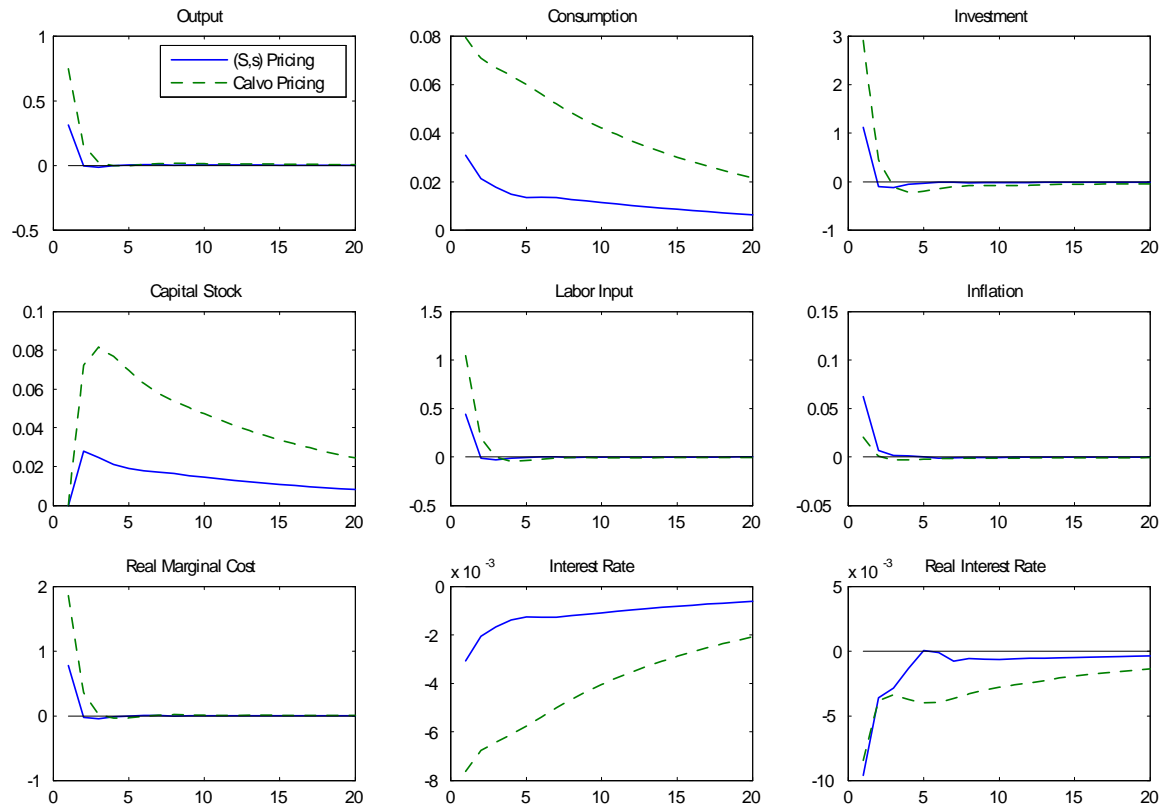 Output
Consumption
Investment
1
0.5
0
-0.5
0 5 10 15 20
(S,s) Pricing
Calvo Pricing
0.08
0.06
0.04
0.02
0
0 5 10 15 20
3
2
1
0
-1
0 5 10 15 20
Capital Stock
Labor Input
Inflation
0.1
0.08
0.06
0.04
0.02
0
0 5 10 15 20
1.5
1
0.5
0
-0.5
0 5 10 15 20
0.15
0.1
0.05
0
-0.05
0 5 10 15 20
Real Marginal Cost
Interest Rate
Real Interest Rate
2
1
0
-1
0 5 10 15 20
x 10 -3
0
-2
-4
-6
-8
0 5 10 15 20
x 10 -3
5
0
-5
-10
0 5 10 15 20